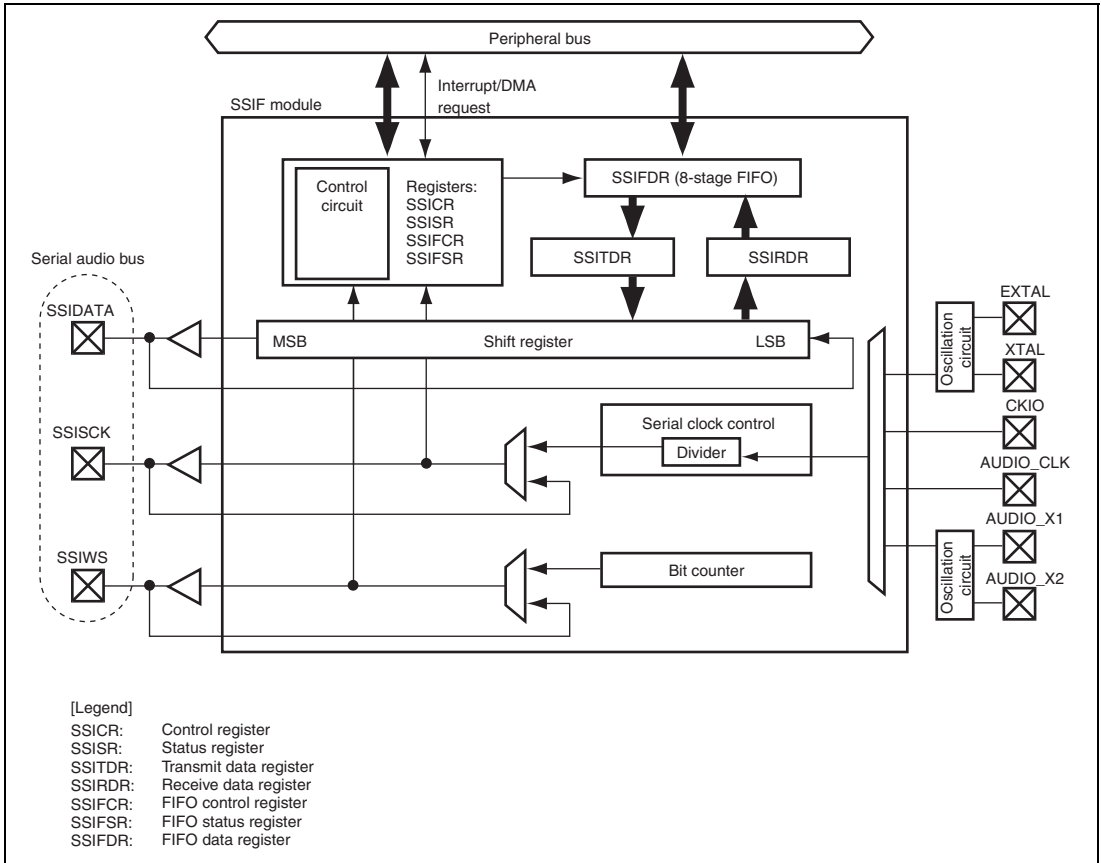 Peripheral bus
Interrupt/DMA
request
SSIF module
Control
circuit
Registers:
SSICR
SSISR
SSIFCR
SSIFSR
SSIFDR (8-stage FIFO)
SSITDR
SSIRDR
Serial audio bus
SSIDATA
MSB
Shift register
LSB
EXTAL
Oscillation
circuit
XTAL
CKIO
SSISCK
Serial clock control
Divider
AUDIO_CLK
AUDIO_X1
SSIWS
Bit counter
Oscillation
circuit
AUDIO_X2
[Legend]
SSICR: Control register
SSISR: Status register
SSITDR: Transmit data register
SSIRDR: Receive data register
SSIFCR: FIFO control register
SSIFSR: FIFO status register
SSIFDR: FIFO data register